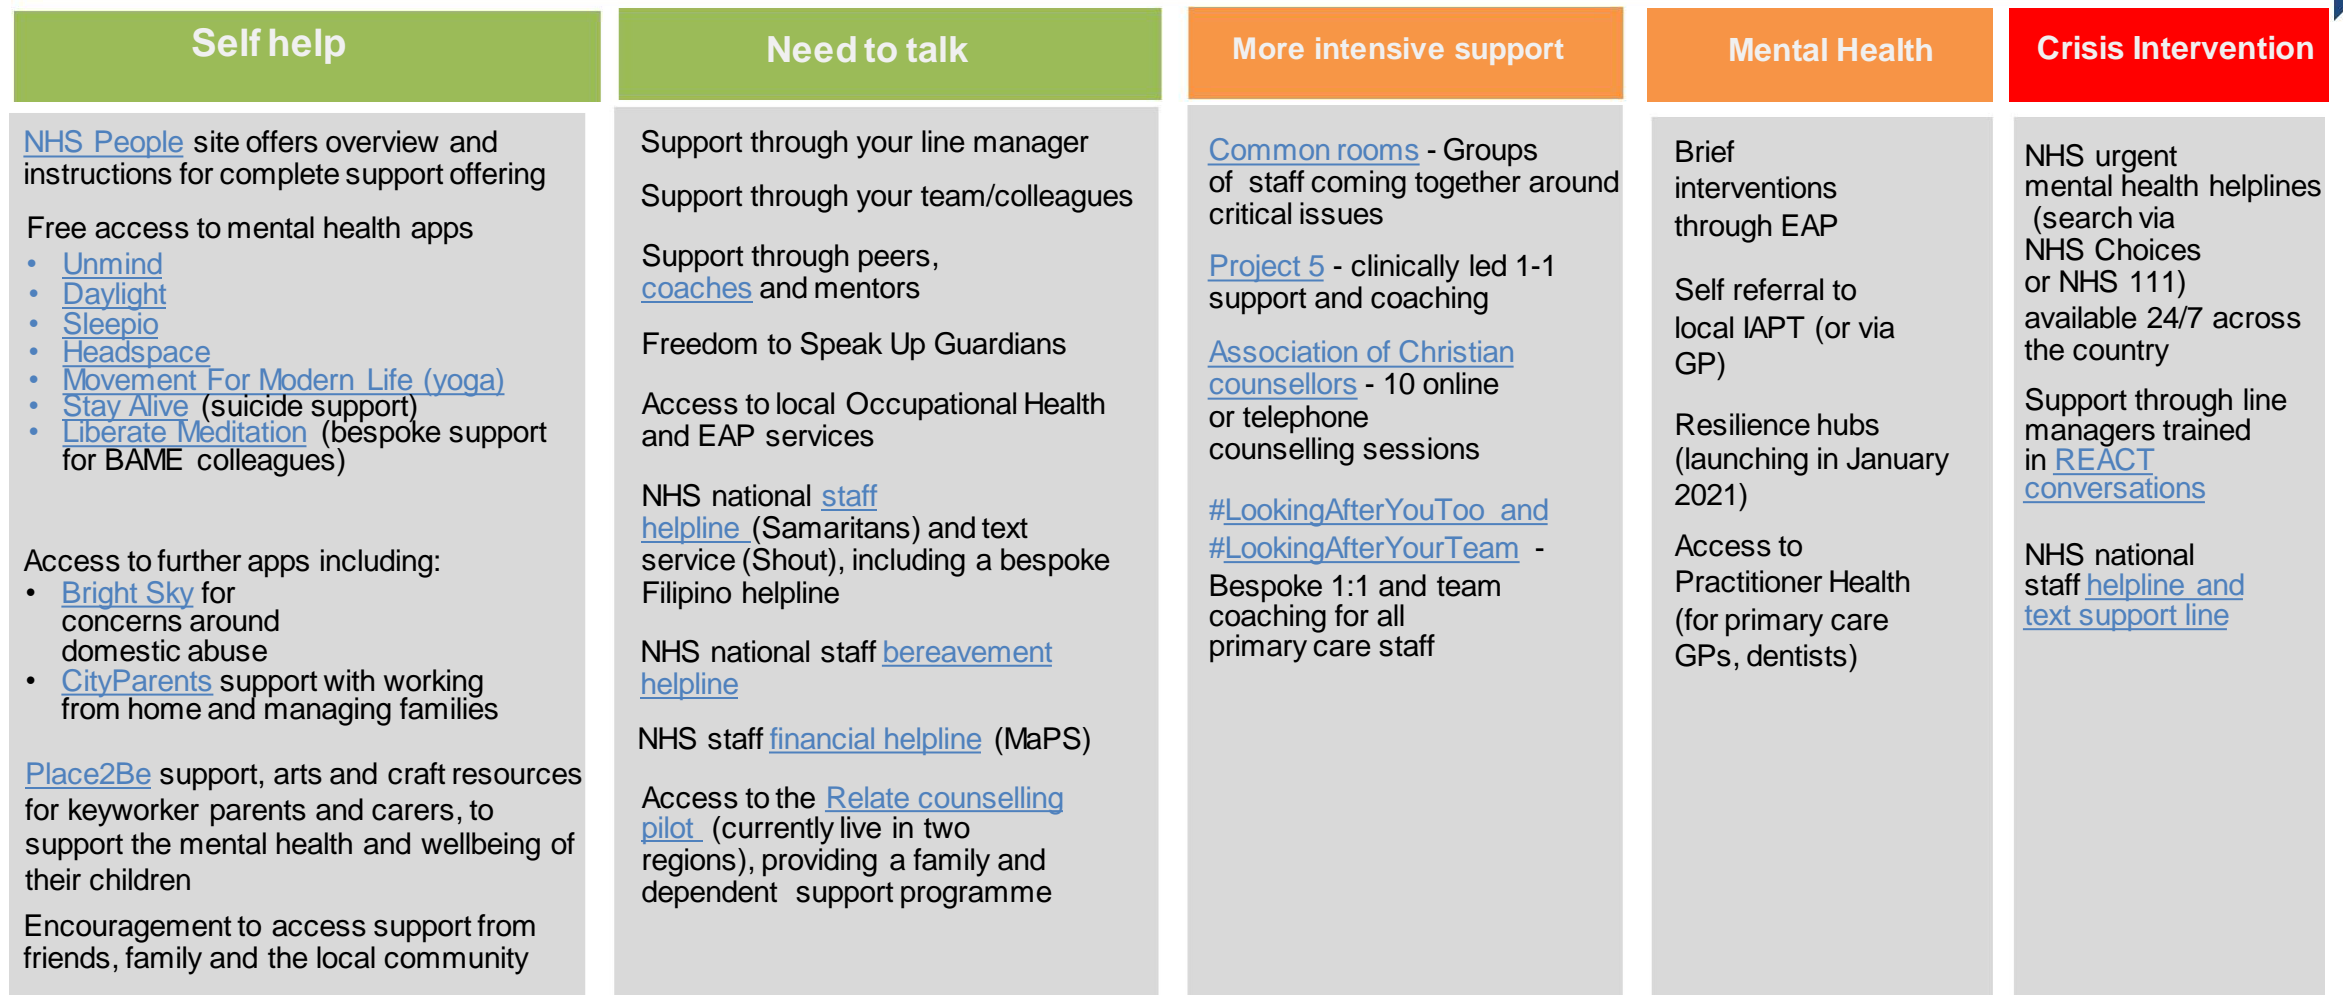 Self help
NHS People site offers overview and
instructions for complete support offering
Free access to mental health apps
• Unmind
• Daylight
• Sleepio
• Headspace
• Movement For Modern Life (yoga)
• Stay Alive (suicide support)
• Liberate Meditation (bespoke support
for BAME colleagues)
Access to further apps including:
• Bright Sky for
concerns around
domestic abuse
• CityParents support with working
from home and managing families
Place2Be support, arts and craft resources
for keyworker parents and carers, to
support the mental health and wellbeing of
their children
Encouragement to access support from
friends, family and the local community
Need to talk
Support through your line manager
Support through your team/colleagues
Support through peers,
coaches and mentors
Freedom to Speak Up Guardians
Access to local Occupational Health
and EAP services
NHS national staff
helpline (Samaritans) and text
service (Shout), including a bespoke
Filipino helpline
NHS national staff bereavement
helpline
NHS staff financial helpline (MaPS)
Access to the Relate counselling
pilot (currently live in two
regions), providing a family and
dependent support programme
More intensive support
Common rooms - Groups
of staff coming together around
critical issues
Project 5 - clinically led 1-1
support and coaching
Association of Christian
counsellors - 10 online
or telephone
counselling sessions
#LookingAfterYouToo and
#LookingAfterYourTeam -
Bespoke 1:1 and team
coaching for all
primary care staff
Mental Health
Brief
interventions
through EAP
Self referral to
local IAPT (or via
GP)
Resilience hubs
(launching in January
2021)
Access to
Practitioner Health
(for primary care
GPs, dentists)
Crisis Intervention
NHS urgent
mental health helplines
(search via
NHS Choices
or NHS 111)
available 24/7 across
the country
Support through line
managers trained
in REACT
conversations
NHS national
staff helpline and
text support line